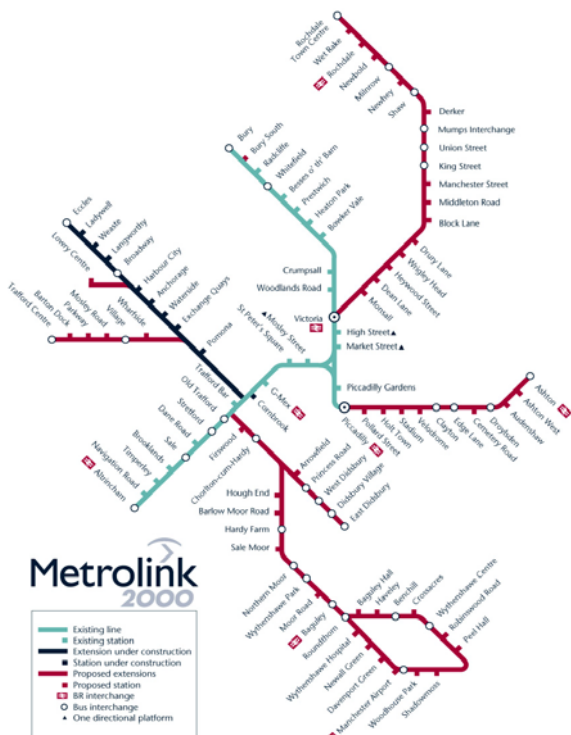 Rochdale
Town Centre
Wet Rake
Rochdale
Newbold
Milnrow
Newhey
Shaw
Derker
Mumps Interchange
Union Street
King Street
Manchester Street
Middleton Road
Block Lane
Drury Lane
Wrigley Head
Heywood Street
Dean Lane
Monsall
Bury
Bury South
Radcliffe
Whitefield
Besses o' th' Barn
Prestwich
Heaton Park
Bowker Vale
Crumpsall
Woodlands Road
Victoria
High Street
Market Street
Mosley Street
St Peter's Square
Piccadilly Gardens
Piccadilly
Eccles
Ladywell
Weaste
Langworthy
Broadway
Harbour City
Anchorage
Waterside
Exchange Quays
Pomona
Lowry Centre
Trafford Centre
Barton Dock
Parkway
Mosley Road
Village
Wharfside
Trafford Bar
Old Trafford
Stretford
Dane Road
Sale
Brooklands
Timperley
Navigation Road
Altrincham
G-Mex
Cornbrook
Firswood
Chorlton-cum-Hardy
Arrowfield
Princess Road
West Didsbury
Didsbury Village
East Didsbury
Pollard Street
Holt Town
Stadium
Velodrome
Clayton
Edge Lane
Cemetery Road
Droylsden
Audenshaw
Ashton West
Ashton
Hough End
Barlow Moor Road
Hardy Farm
Sale Moor
Northern Moor
Wythenshawe Park
Moor Road
Baguley
Roundthorn
Wythenshawe Hospital
Newall Green
Davenport Green
Manchester Airport
Woodhouse Park
Shadowmoss
Baguley Hall
Haveley
Benchill
Crossacres
Wythenshawe Centre
Robinswood Road
Peel Hall
Metrolink
2000
Existing line
Existing station
Extension under construction
Station under construction
Proposed extensions
Proposed station
BR interchange
Bus interchange
One directional platform